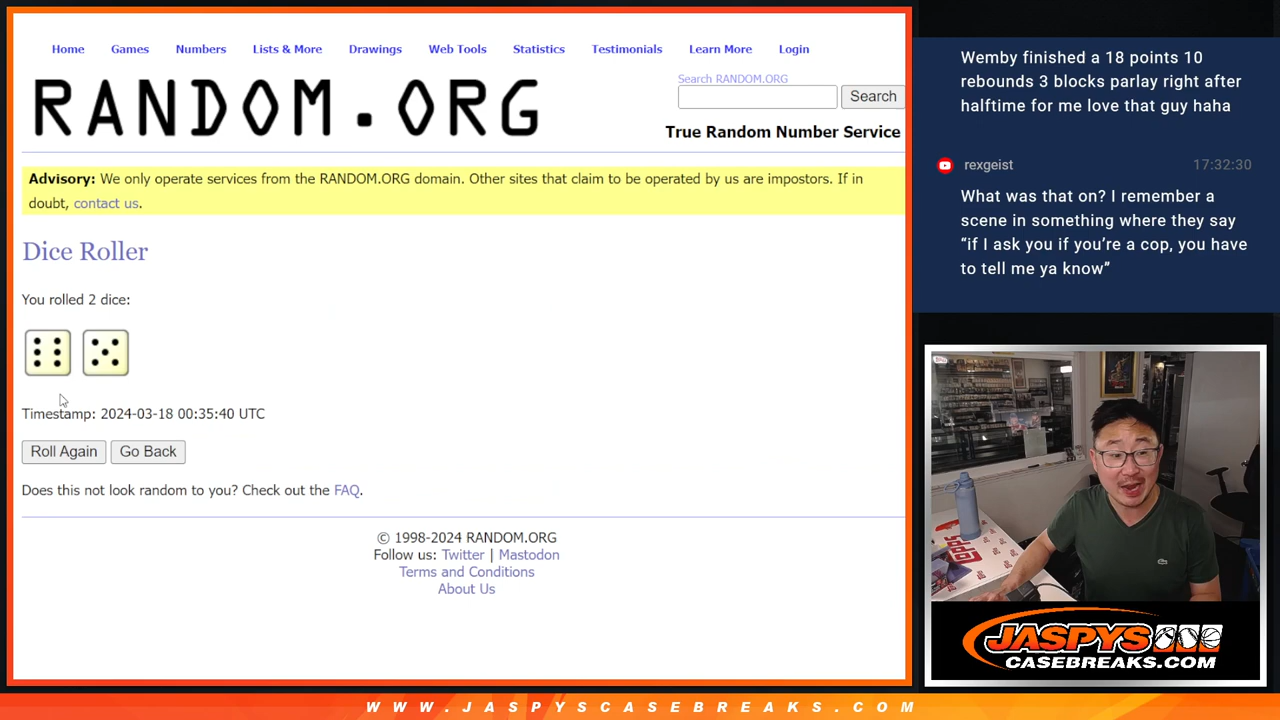 Home Games Numbers Lists & More Drawings Web Tools Statistics Testimonials Learn More Login
RANDOM.ORG
Search RANDOM.ORG
Search
True Random Number Service
Advisory: We only operate services from the RANDOM.ORG domain. Other sites that claim to be operated by us are impostors. If in
doubt, contact us.
Dice Roller
You rolled 2 dice:
Timestamp: 2024-03-18 00:35:40 UTC
Roll Again Go Back
Does this not look random to you? Check out the FAQ.
© 1998-2024 RANDOM.ORG
Follow us: Twitter | Mastodon
Terms and Conditions
About Us
Wemby finished a 18 points 10
rebounds 3 blocks parlay right after
halftime for me love that guy haha
rexgeist 17:32:30
What was that on? I remember a
scene in something where they say
“if I ask you if you’re a cop, you have
to tell me ya know”
topps
JASPYS
CASEBREAKS.COM
WWW.JASPYSCASEBREAKS.COM